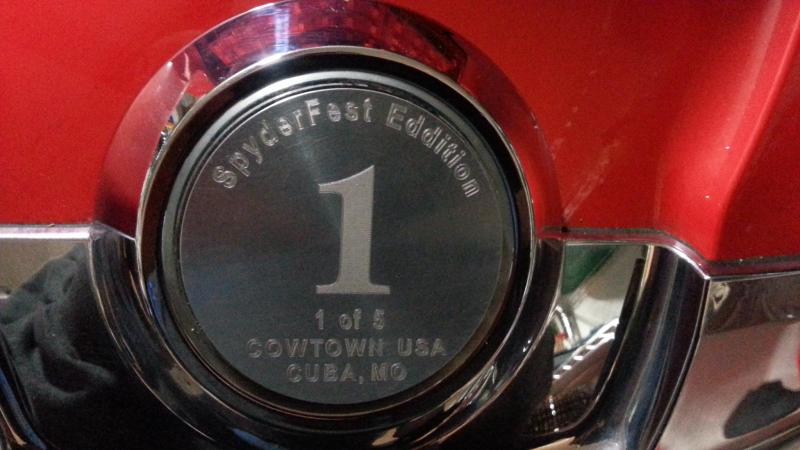 SpyderFest Eddition
1
1 of 5
COWTOWN USA
CUBA, MO